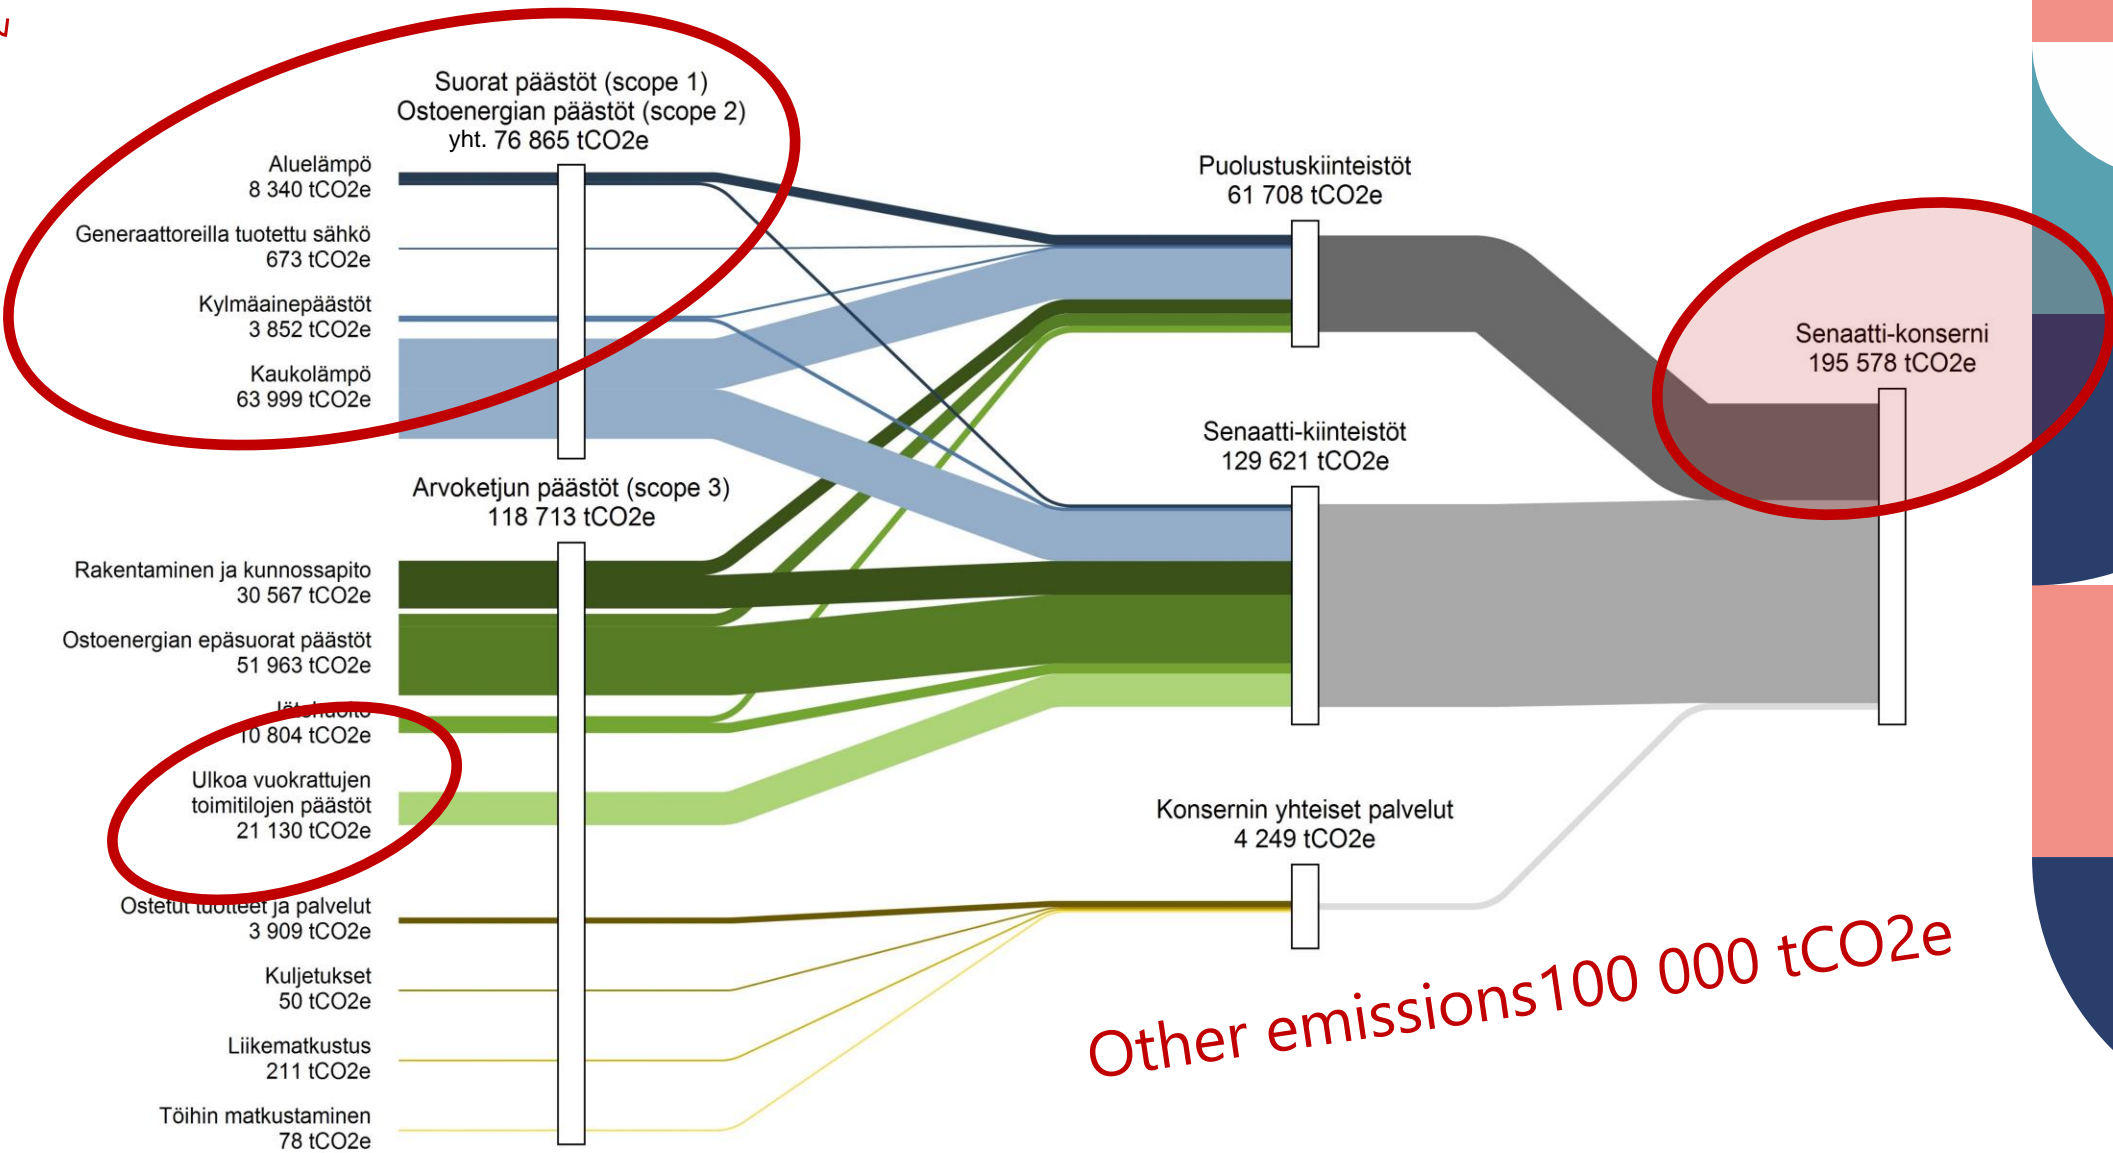 Suorat päästöt (scope 1)
Ostoenergian päästöt (scope 2)
yht. 76 865 tCO2e
Aluelämpö
8 340 tCO2e
Generaattoreilla tuotettu sähkö
673 tCO2e
Kylmäainepäästöt
3 852 tCO2e
Kaukolämpö
63 999 tCO2e
Arvoketjun päästöt (scope 3)
118 713 tCO2e
Rakentaminen ja kunnossapito
30 567 tCO2e
Ostoenergian epäsuorat päästöt
51 963 tCO2e
Jätehuolto
10 804 tCO2e
Ulkoa vuokrattujen
toimitilojen päästöt
21 130 tCO2e
Ostetut tuotteet ja palvelut
3 909 tCO2e
Kuljetukset
50 tCO2e
Liikematkustus
211 tCO2e
Töihin matkustaminen
78 tCO2e
Puolustuskiinteistöt
61 708 tCO2e
Senaatti-kiinteistöt
129 621 tCO2e
Konsernin yhteiset palvelut
4 249 tCO2e
Senaatti-konserni
195 578 tCO2e
Other emissions100 000 tCO2e